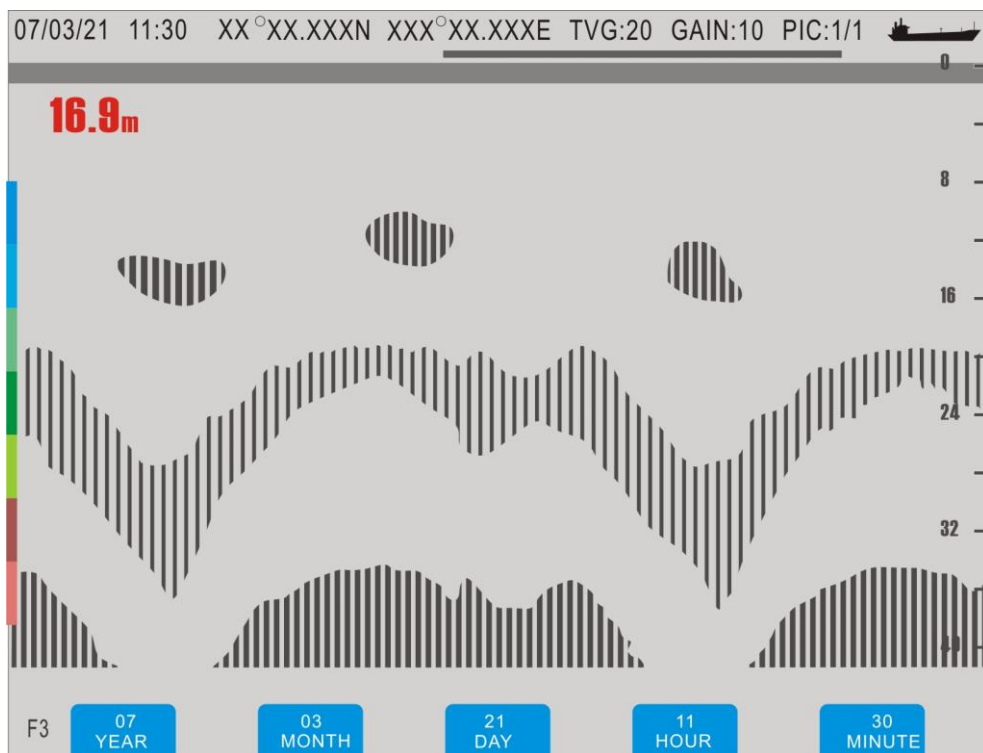 07/03/21 11:30 XX°XX.XXXN XXX°XX.XXXE TVG:20 GAIN:10 PIC:1/1
0
16.9m
8
16
24
32
40
F3
07
YEAR
03
MONTH
21
DAY
11
HOUR
30
MINUTE